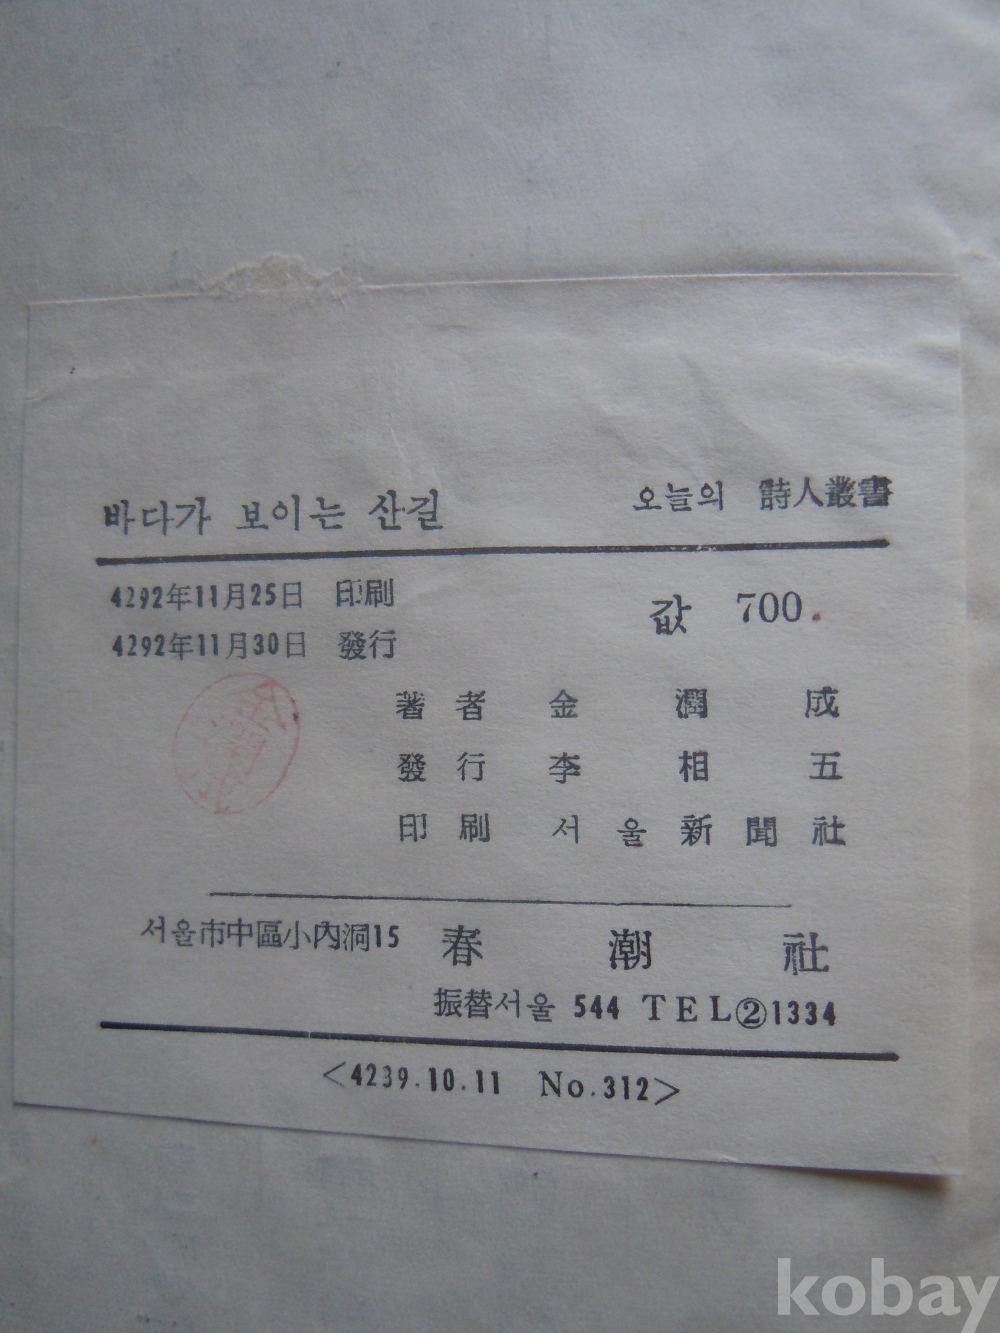 바다가 보이는 산길 오늘의 詩人叢書
4292年11月25日 印刷
4292年11月30日 發行
값 700.
著者 金潤成
發行 李相五
印刷 서울新聞社
서울市中區小內洞15 春潮社
振替서울 544 TEL②1334
<4239.10.11 No.312>
kobay